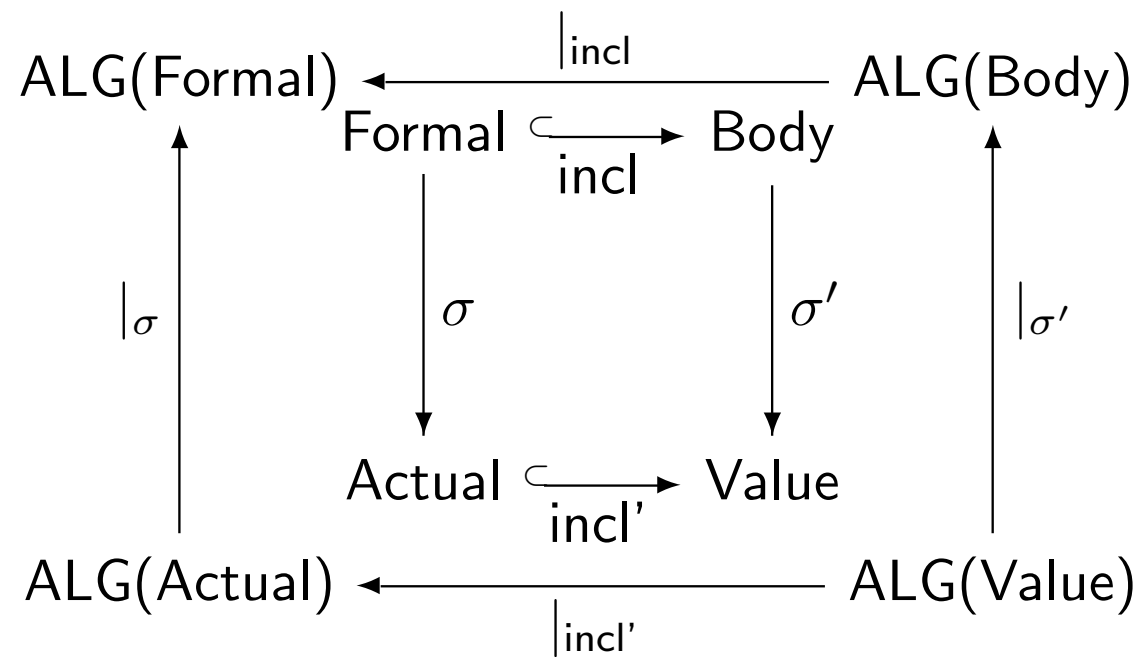 |incl
ALG(Formal) ALG(Body)
Formal Body
incl
|σ σ σ′ |σ′
Actual Value
incl'
ALG(Actual) ALG(Value)
|incl'